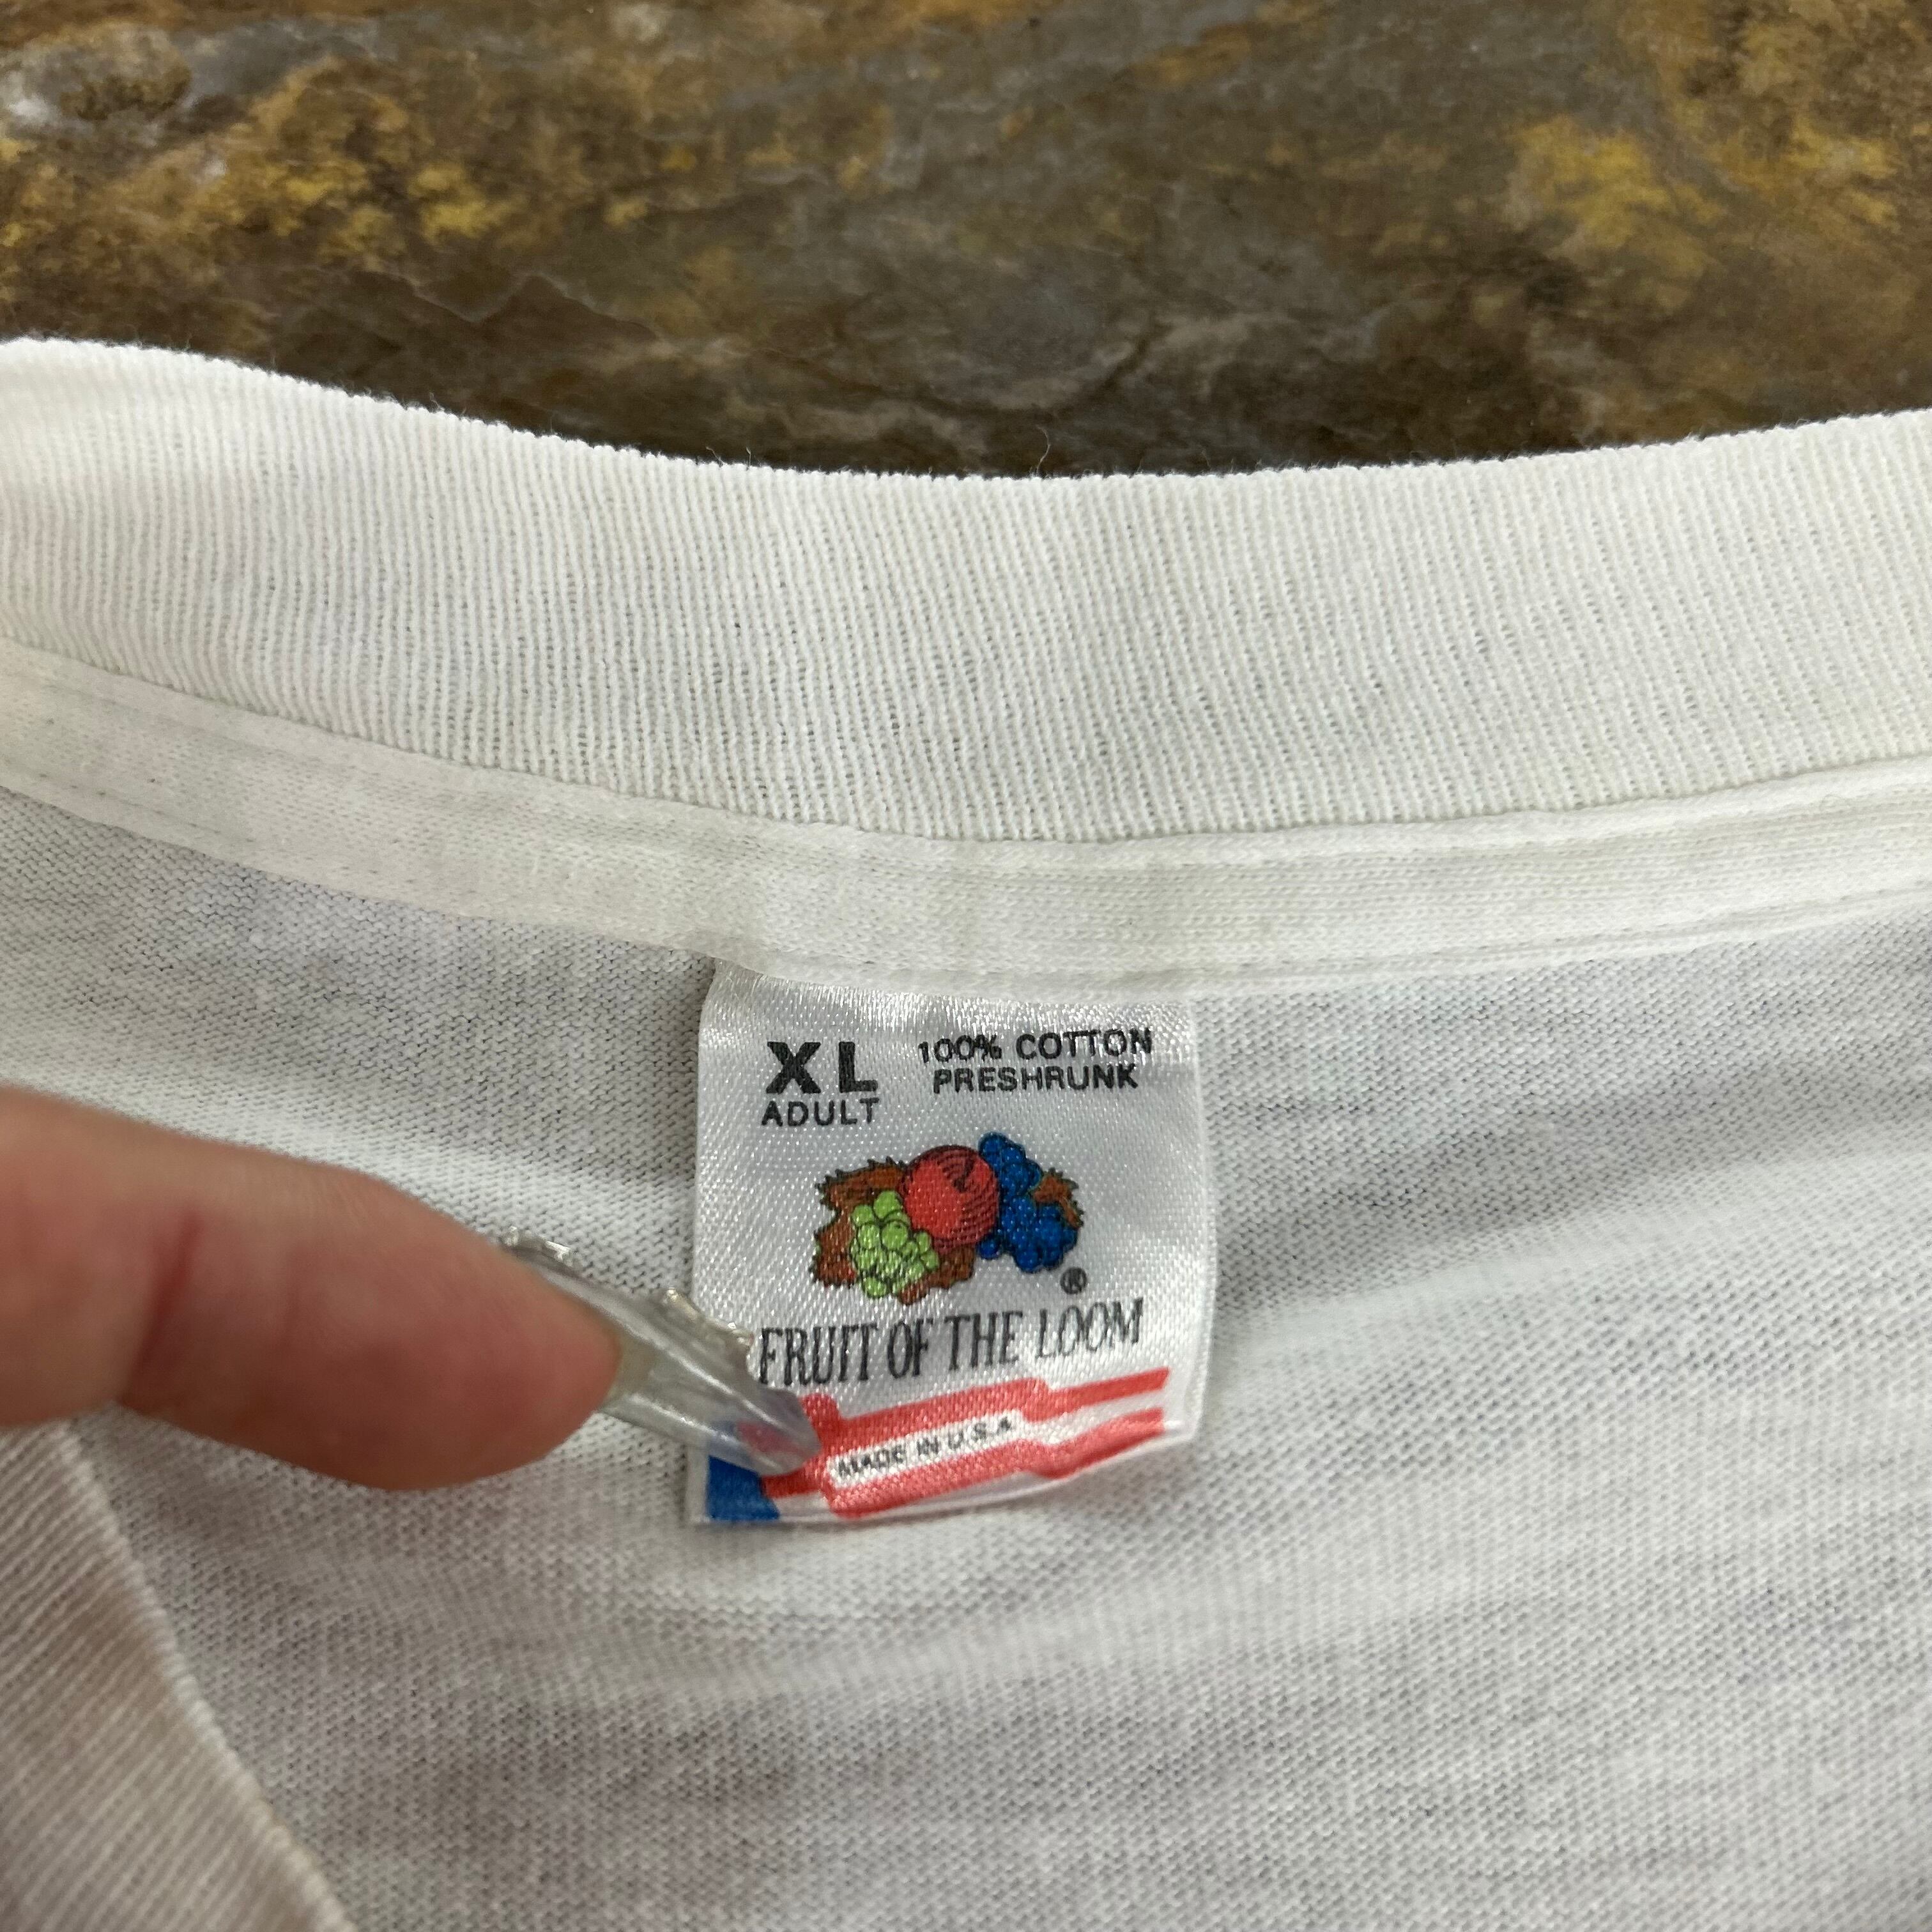 XL
ADULT
100% COTTON
PRESHRUNK
®
FRUIT OF THE LOOM
MADE IN U.S.A